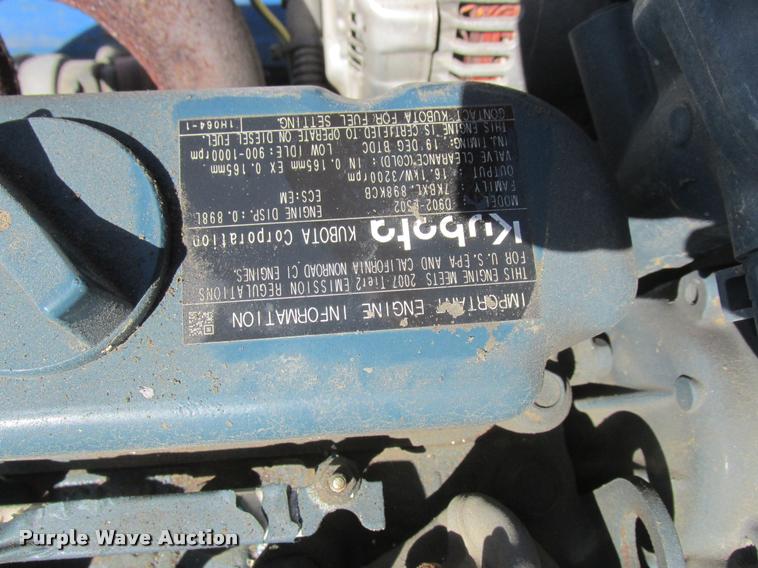 IMPORTANT ENGINE INFORMATION
THIS ENGINE MEETS 2007-Tier2 EMISSION REGULATIONS
FOR U.S. EPA AND CALIFORNIA NONROAD CI ENGINES.
Kubota KUBOTA Corporation
MODEL : D902-ES02 ENGINE DISP.:0.898L
FAMILY : 7KBXL.898KCB ECS:EM
OUTPUT : 16.1kW/3200rpm
VALVE CLEARANCE(COLD): IN 0.165mm EX 0.165mm
INJ.TIMING: 19 DEG BTDC LOW IDLE:900-1000rpm
THIS ENGINE IS CERTIFIED TO OPERATE ON DIESEL FUEL.
CONTACT KUBOTA FOR FUEL SETTING. 1H064-1
Purple Wave Auction